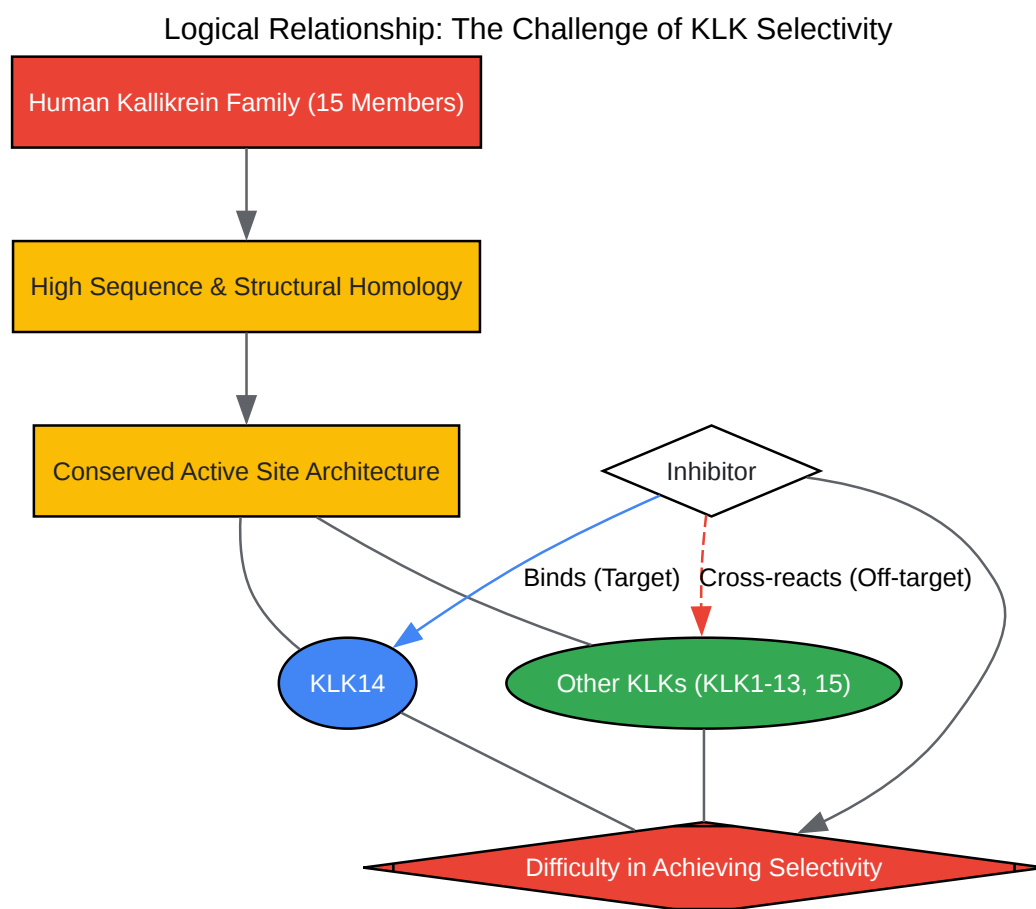 Logical Relationship: The Challenge of KLK Selectivity
Human Kallikrein Family (15 Members)
High Sequence & Structural Homology
Conserved Active Site Architecture
Inhibitor
Binds (Target)
Cross-reacts (Off-target)
KLK14
Other KLKs (KLK1-13, 15)
Difficulty in Achieving Selectivity